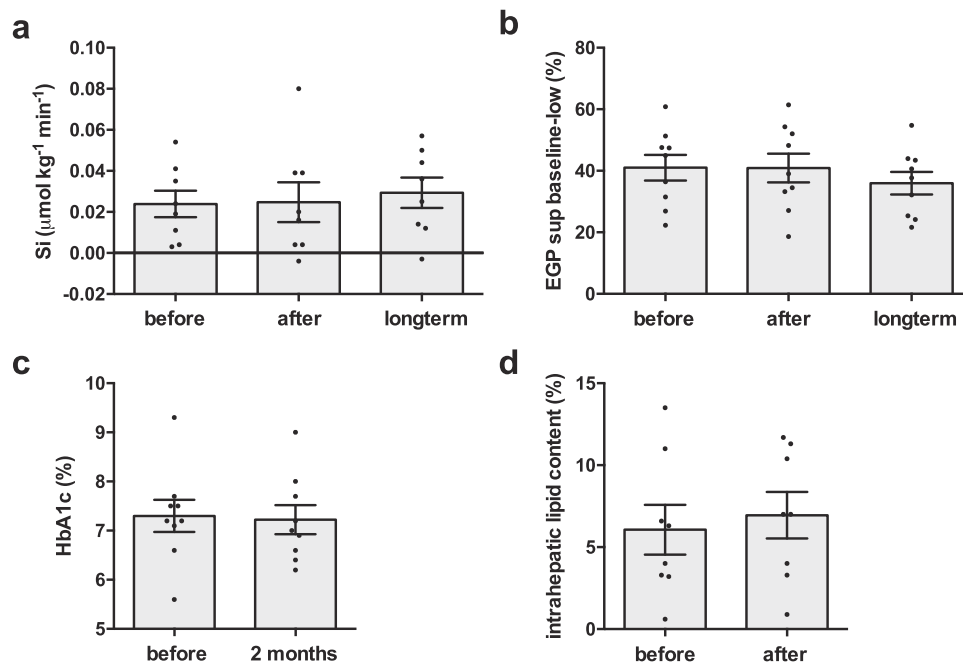 a
Si (μmol kg-1 min-1)
0.10
0.08
0.06
0.04
0.02
0.00
-0.02
before after longterm
b
EGP sup baseline-low (%)
80
60
40
20
0
before after longterm
c
HbA1c (%)
10
9
8
7
6
5
before 2 months
d
intrahepatic lipid content (%)
15
10
5
0
before after